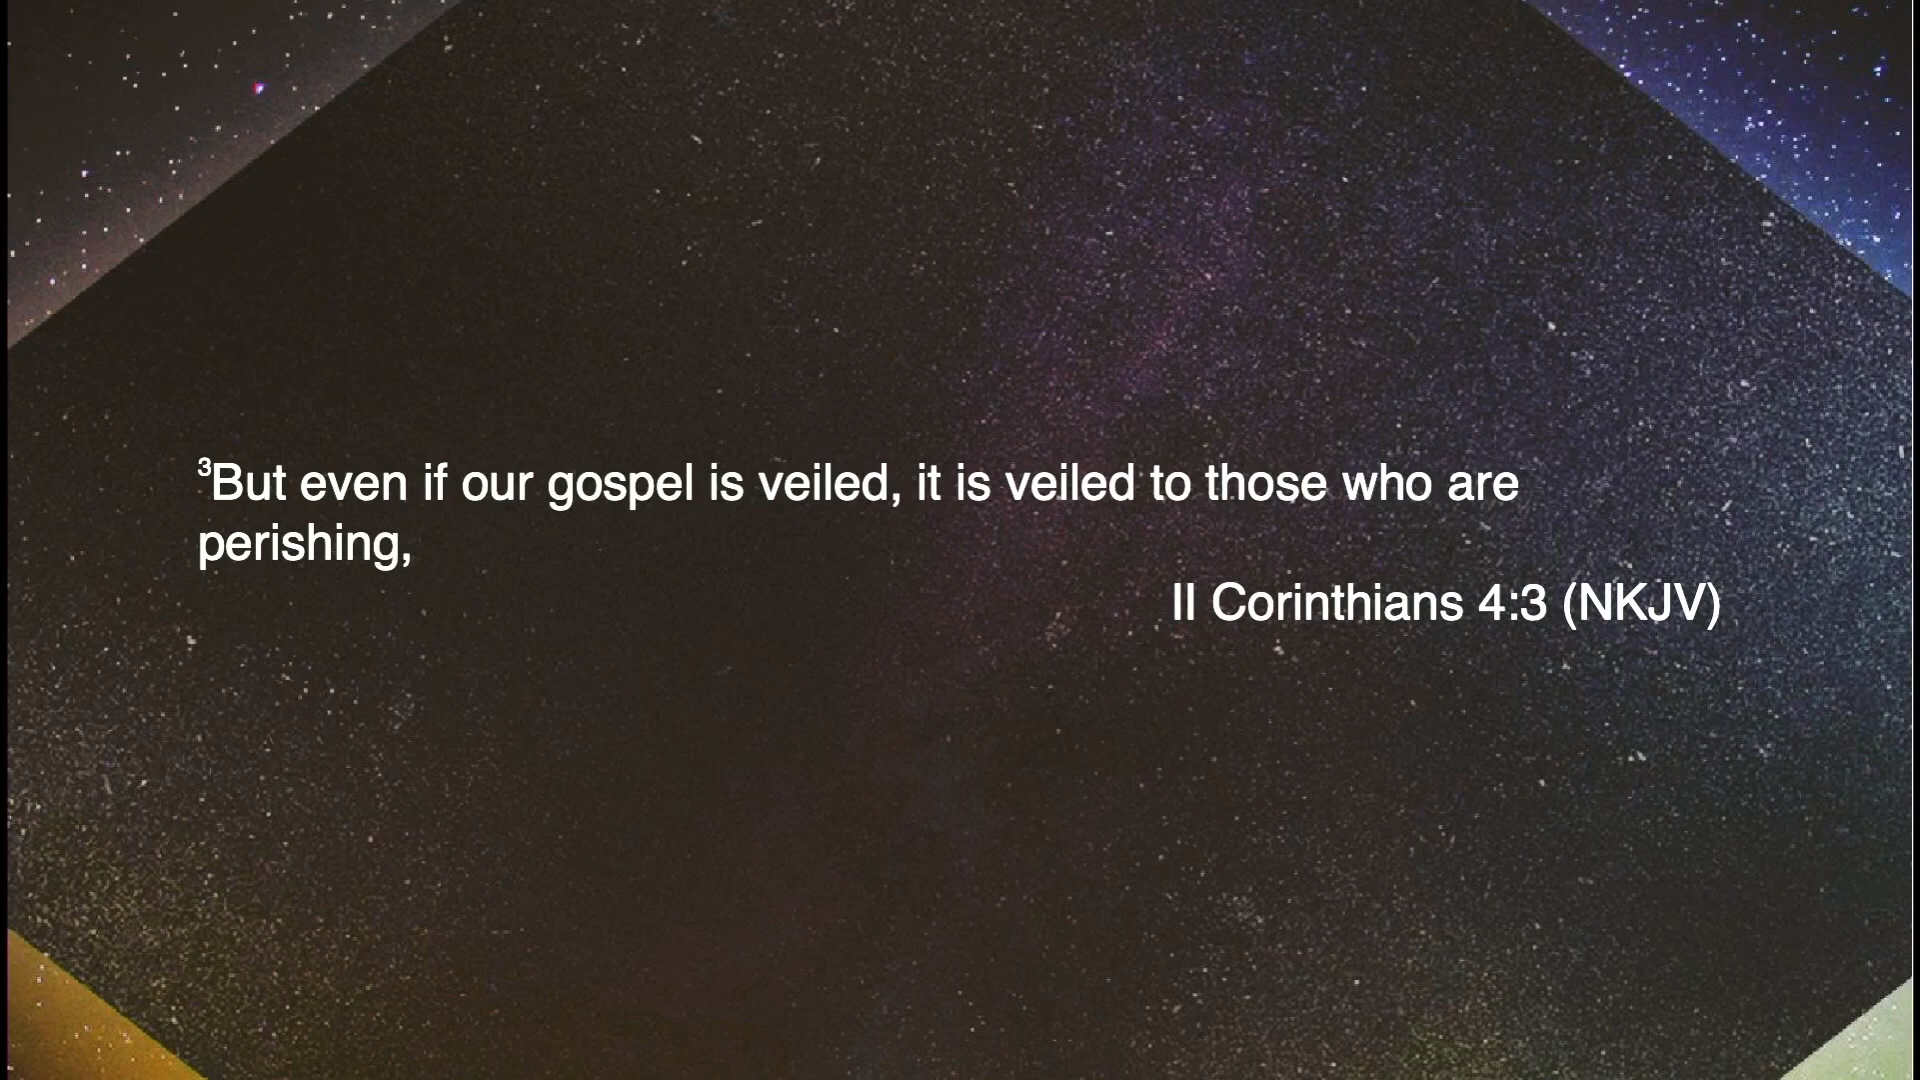 ³But even if our gospel is veiled, it is veiled to those who are
perishing,
II Corinthians 4:3 (NKJV)